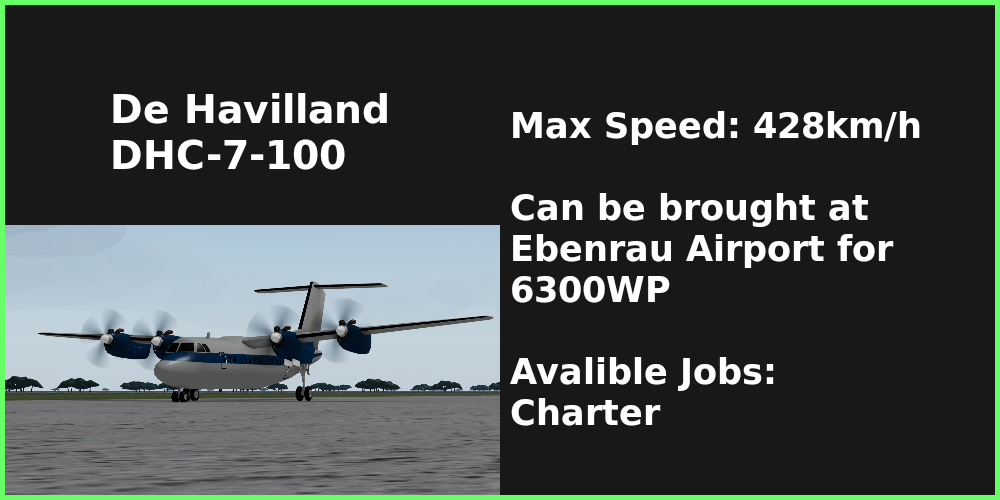 De Havilland
DHC-7-100
Max Speed: 428km/h
Can be brought at
Ebenrau Airport for
6300WP
Avalible Jobs:
Charter